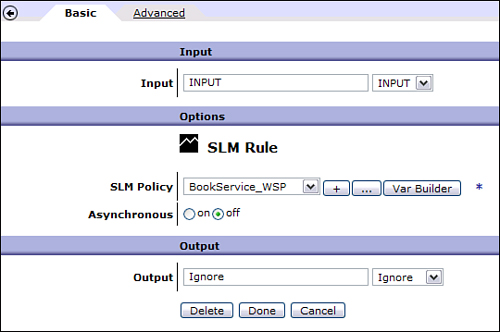 Basic Advanced
Input
Input INPUT INPUT
Options
SLM Rule
SLM Policy BookService_WSP + ... Var Builder *
Asynchronous on off
Output
Output Ignore Ignore
Delete Done Cancel